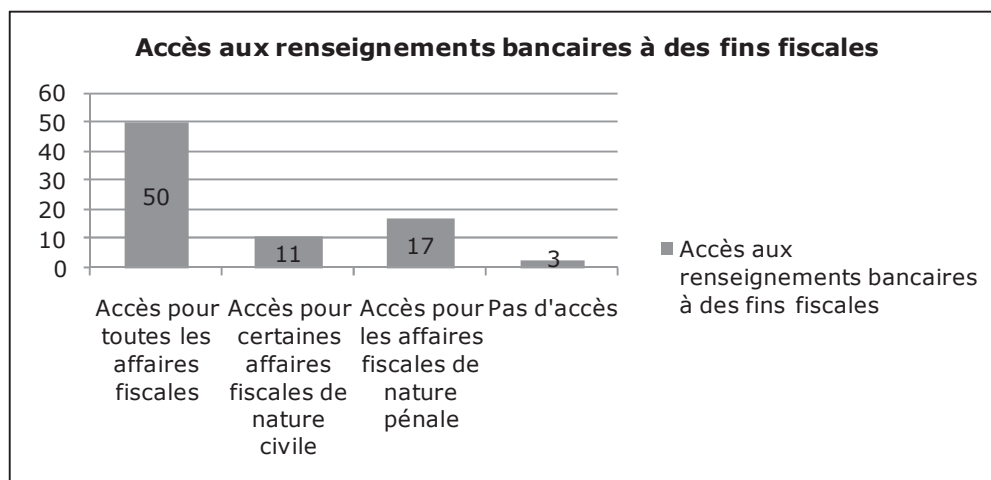 Accès aux renseignements bancaires à des fins fiscales
60
50
40
30
20
10
0
50
11
17
3
Accès pour
toutes les
affaires
fiscales
Accès pour
certaines
affaires
fiscales de
nature
civile
Accès pour
les affaires
fiscales de
nature
pénale
Pas d'accès
Accès aux
renseignements bancaires
à des fins fiscales